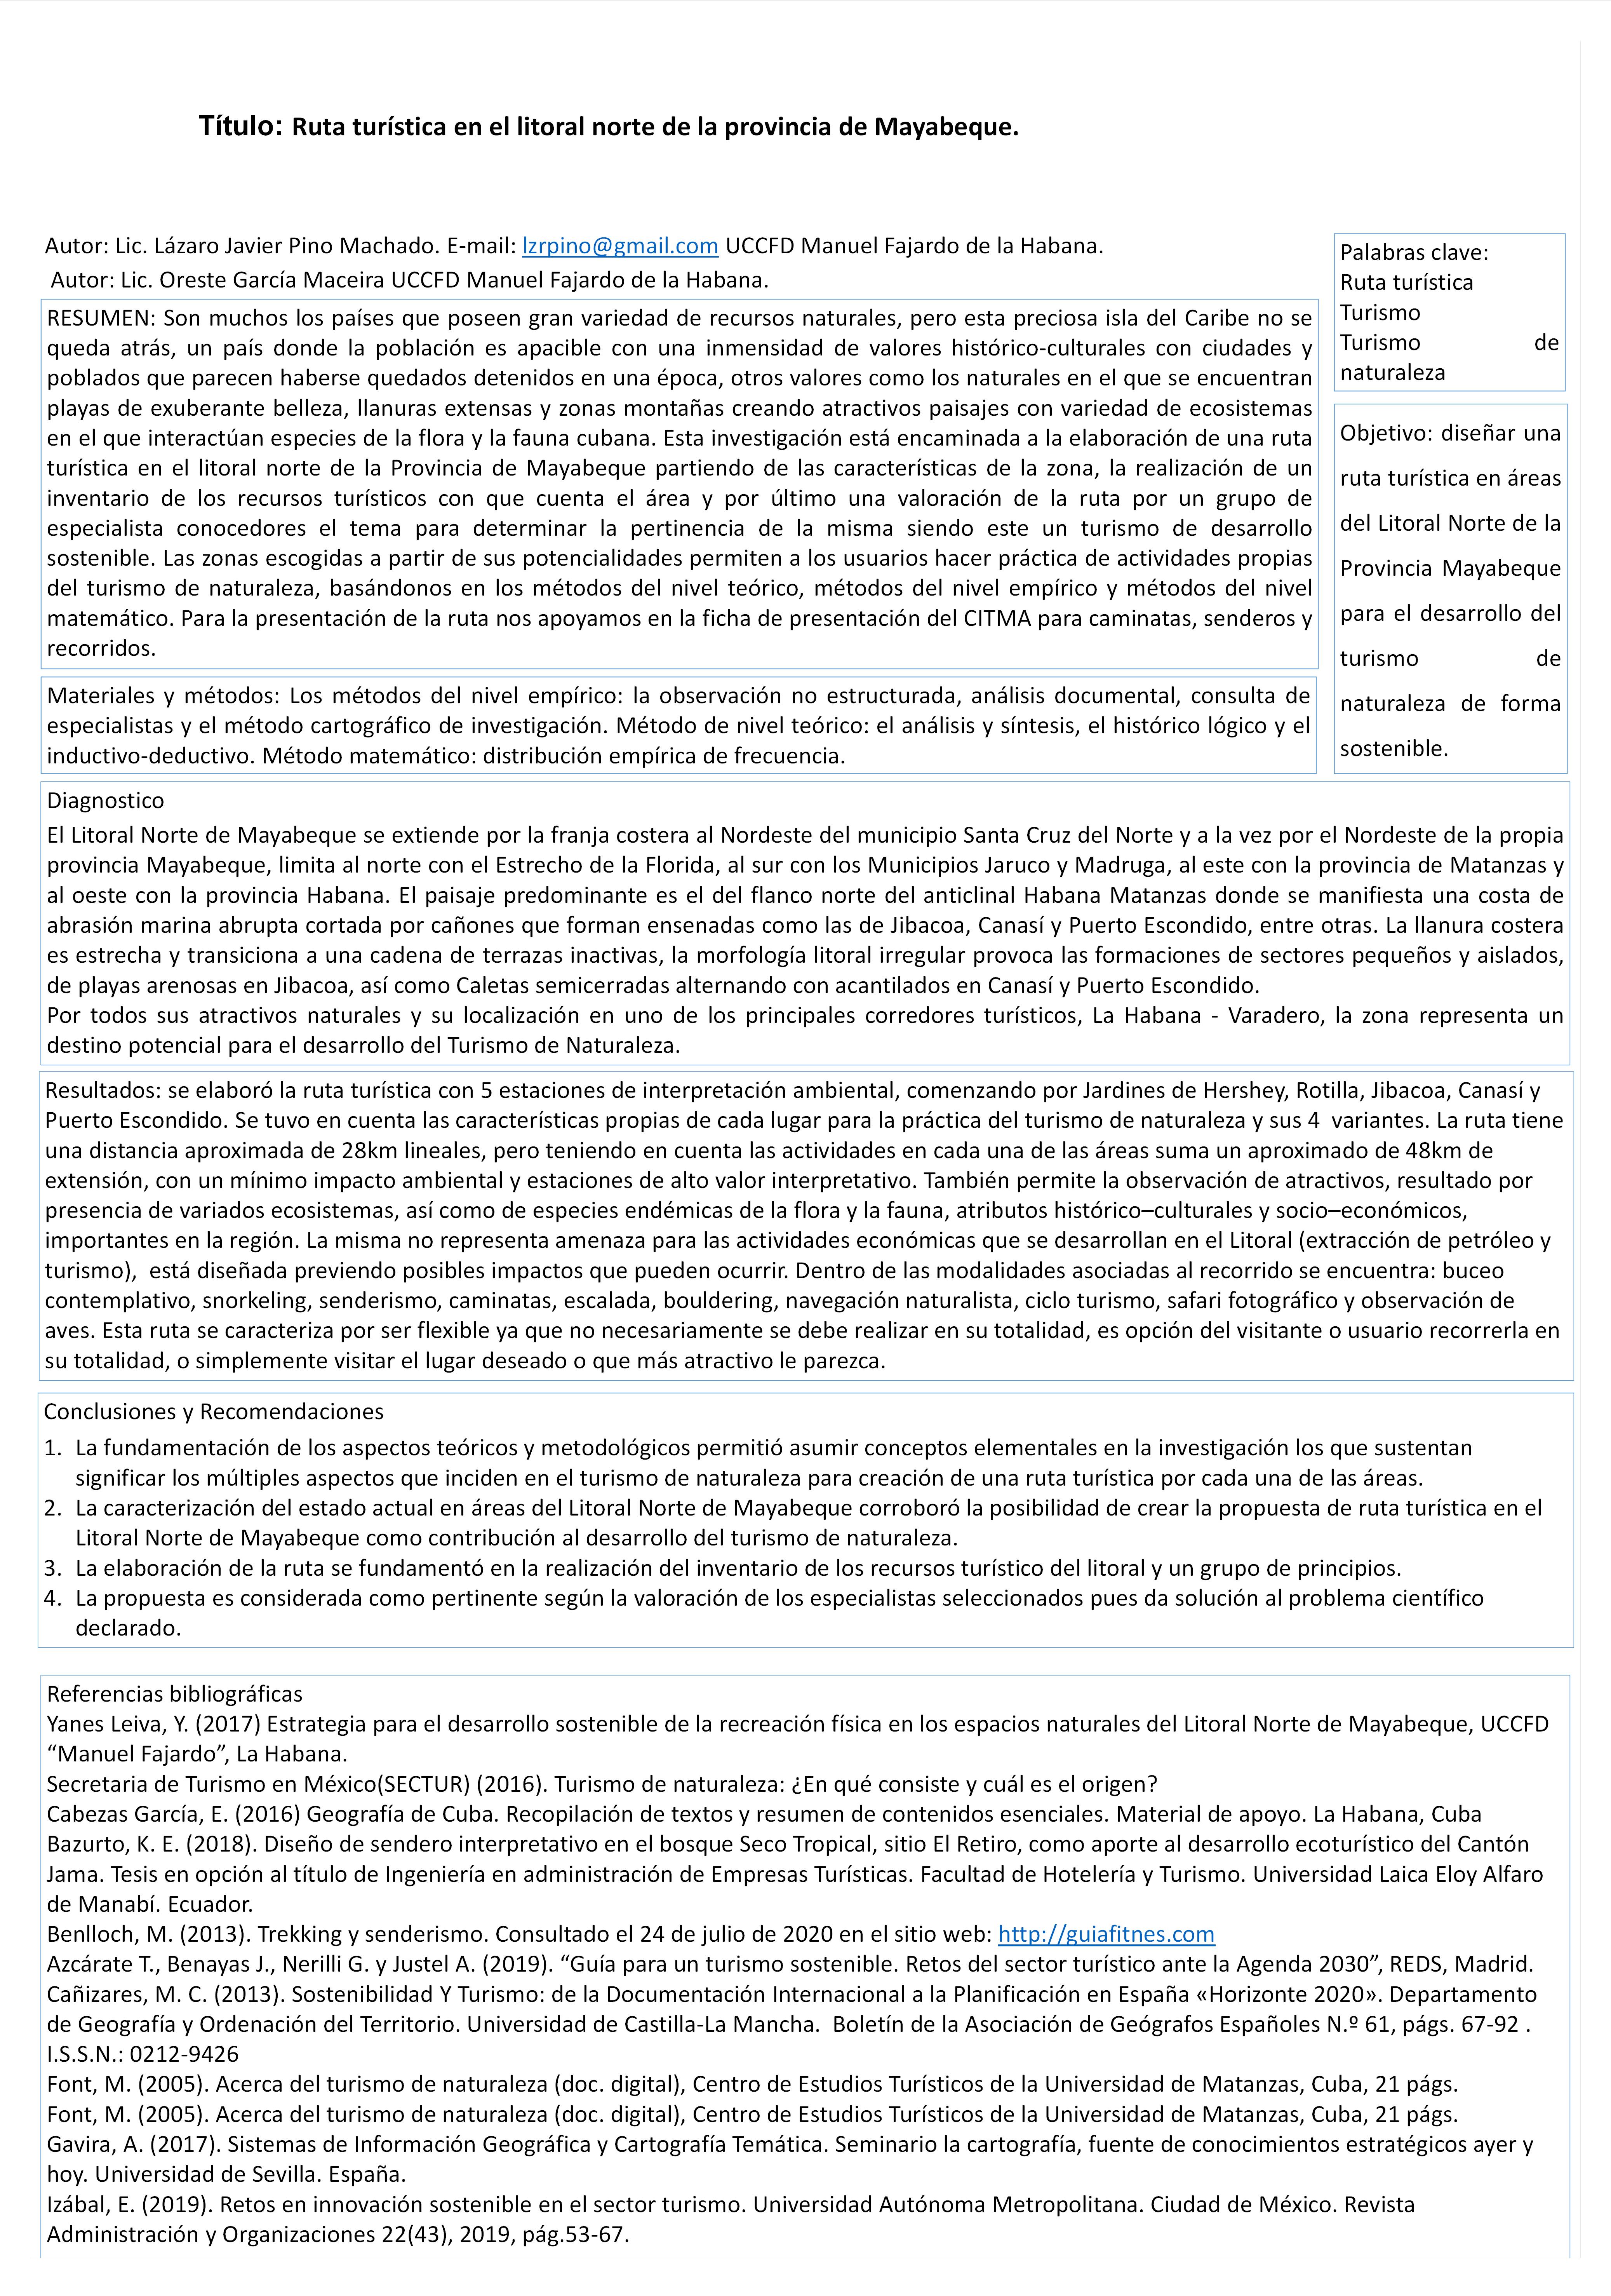 Título: Ruta turística en el litoral norte de la provincia de Mayabeque.
Autor: Lic. Lázaro Javier Pino Machado. E-mail: lzrpino@gmail.com UCCFD Manuel Fajardo de la Habana.
Autor: Lic. Oreste García Maceira UCCFD Manuel Fajardo de la Habana.
RESUMEN: Son muchos los países que poseen gran variedad de recursos naturales, pero esta preciosa isla del Caribe no se
queda atrás, un país donde la población es apacible con una inmensidad de valores histórico-culturales con ciudades y
poblados que parecen haberse quedados detenidos en una época, otros valores como los naturales en el que se encuentran
playas de exuberante belleza, llanuras extensas y zonas montañas creando atractivos paisajes con variedad de ecosistemas
en el que interactúan especies de la flora y la fauna cubana. Esta investigación está encaminada a la elaboración de una ruta
turística en el litoral norte de la Provincia de Mayabeque partiendo de las características de la zona, la realización de un
inventario de los recursos turísticos con que cuenta el área y por último una valoración de la ruta por un grupo de
especialista conocedores el tema para determinar la pertinencia de la misma siendo este un turismo de desarrollo
sostenible. Las zonas escogidas a partir de sus potencialidades permiten a los usuarios hacer práctica de actividades propias
del turismo de naturaleza, basándonos en los métodos del nivel teórico, métodos del nivel empírico y métodos del nivel
matemático. Para la presentación de la ruta nos apoyamos en la ficha de presentación del CITMA para caminatas, senderos y
recorridos.
Palabras clave:
Ruta turística
Turismo
Turismo de
naturaleza
Objetivo: diseñar una
ruta turística en áreas
del Litoral Norte de la
Provincia Mayabeque
para el desarrollo del
turismo de
naturaleza de forma
sostenible.
Materiales y métodos: Los métodos del nivel empírico: la observación no estructurada, análisis documental, consulta de
especialistas y el método cartográfico de investigación. Método de nivel teórico: el análisis y síntesis, el histórico lógico y el
inductivo-deductivo. Método matemático: distribución empírica de frecuencia.
Diagnostico
El Litoral Norte de Mayabeque se extiende por la franja costera al Nordeste del municipio Santa Cruz del Norte y a la vez por el Nordeste de la propia
provincia Mayabeque, limita al norte con el Estrecho de la Florida, al sur con los Municipios Jaruco y Madruga, al este con la provincia de Matanzas y
al oeste con la provincia Habana. El paisaje predominante es el del flanco norte del anticlinal Habana Matanzas donde se manifiesta una costa de
abrasión marina abrupta cortada por cañones que forman ensenadas como las de Jibacoa, Canasí y Puerto Escondido, entre otras. La llanura costera
es estrecha y transiciona a una cadena de terrazas inactivas, la morfología litoral irregular provoca las formaciones de sectores pequeños y aislados,
de playas arenosas en Jibacoa, así como Caletas semicerradas alternando con acantilados en Canasí y Puerto Escondido.
Por todos sus atractivos naturales y su localización en uno de los principales corredores turísticos, La Habana - Varadero, la zona representa un
destino potencial para el desarrollo del Turismo de Naturaleza.
Resultados: se elaboró la ruta turística con 5 estaciones de interpretación ambiental, comenzando por Jardines de Hershey, Rotilla, Jibacoa, Canasí y
Puerto Escondido. Se tuvo en cuenta las características propias de cada lugar para la práctica del turismo de naturaleza y sus 4 variantes. La ruta tiene
una distancia aproximada de 28km lineales, pero teniendo en cuenta las actividades en cada una de las áreas suma un aproximado de 48km de
extensión, con un mínimo impacto ambiental y estaciones de alto valor interpretativo. También permite la observación de atractivos, resultado por
presencia de variados ecosistemas, así como de especies endémicas de la flora y la fauna, atributos histórico–culturales y socio–económicos,
importantes en la región. La misma no representa amenaza para las actividades económicas que se desarrollan en el Litoral (extracción de petróleo y
turismo), está diseñada previendo posibles impactos que pueden ocurrir. Dentro de las modalidades asociadas al recorrido se encuentra: buceo
contemplativo, snorkeling, senderismo, caminatas, escalada, bouldering, navegación naturalista, ciclo turismo, safari fotográfico y observación de
aves. Esta ruta se caracteriza por ser flexible ya que no necesariamente se debe realizar en su totalidad, es opción del visitante o usuario recorrerla en
su totalidad, o simplemente visitar el lugar deseado o que más atractivo le parezca.
Conclusiones y Recomendaciones
1. La fundamentación de los aspectos teóricos y metodológicos permitió asumir conceptos elementales en la investigación los que sustentan
significar los múltiples aspectos que inciden en el turismo de naturaleza para creación de una ruta turística por cada una de las áreas.
2. La caracterización del estado actual en áreas del Litoral Norte de Mayabeque corroboró la posibilidad de crear la propuesta de ruta turística en el
Litoral Norte de Mayabeque como contribución al desarrollo del turismo de naturaleza.
3. La elaboración de la ruta se fundamentó en la realización del inventario de los recursos turístico del litoral y un grupo de principios.
4. La propuesta es considerada como pertinente según la valoración de los especialistas seleccionados pues da solución al problema científico
declarado.
Referencias bibliográficas
Yanes Leiva, Y. (2017) Estrategia para el desarrollo sostenible de la recreación física en los espacios naturales del Litoral Norte de Mayabeque, UCCFD
“Manuel Fajardo”, La Habana.
Secretaria de Turismo en México(SECTUR) (2016). Turismo de naturaleza: ¿En qué consiste y cuál es el origen?
Cabezas García, E. (2016) Geografía de Cuba. Recopilación de textos y resumen de contenidos esenciales. Material de apoyo. La Habana, Cuba
Bazurto, K. E. (2018). Diseño de sendero interpretativo en el bosque Seco Tropical, sitio El Retiro, como aporte al desarrollo ecoturístico del Cantón
Jama. Tesis en opción al título de Ingeniería en administración de Empresas Turísticas. Facultad de Hotelería y Turismo. Universidad Laica Eloy Alfaro
de Manabí. Ecuador.
Benlloch, M. (2013). Trekking y senderismo. Consultado el 24 de julio de 2020 en el sitio web: http://guiafitnes.com
Azcárate T., Benayas J., Nerilli G. y Justel A. (2019). “Guía para un turismo sostenible. Retos del sector turístico ante la Agenda 2030”, REDS, Madrid.
Cañizares, M. C. (2013). Sostenibilidad Y Turismo: de la Documentación Internacional a la Planificación en España «Horizonte 2020». Departamento
de Geografía y Ordenación del Territorio. Universidad de Castilla-La Mancha. Boletín de la Asociación de Geógrafos Españoles N.º 61, págs. 67-92 .
I.S.S.N.: 0212-9426
Font, M. (2005). Acerca del turismo de naturaleza (doc. digital), Centro de Estudios Turísticos de la Universidad de Matanzas, Cuba, 21 págs.
Font, M. (2005). Acerca del turismo de naturaleza (doc. digital), Centro de Estudios Turísticos de la Universidad de Matanzas, Cuba, 21 págs.
Gavira, A. (2017). Sistemas de Información Geográfica y Cartografía Temática. Seminario la cartografía, fuente de conocimientos estratégicos ayer y
hoy. Universidad de Sevilla. España.
Izábal, E. (2019). Retos en innovación sostenible en el sector turismo. Universidad Autónoma Metropolitana. Ciudad de México. Revista
Administración y Organizaciones 22(43), 2019, pág.53-67.